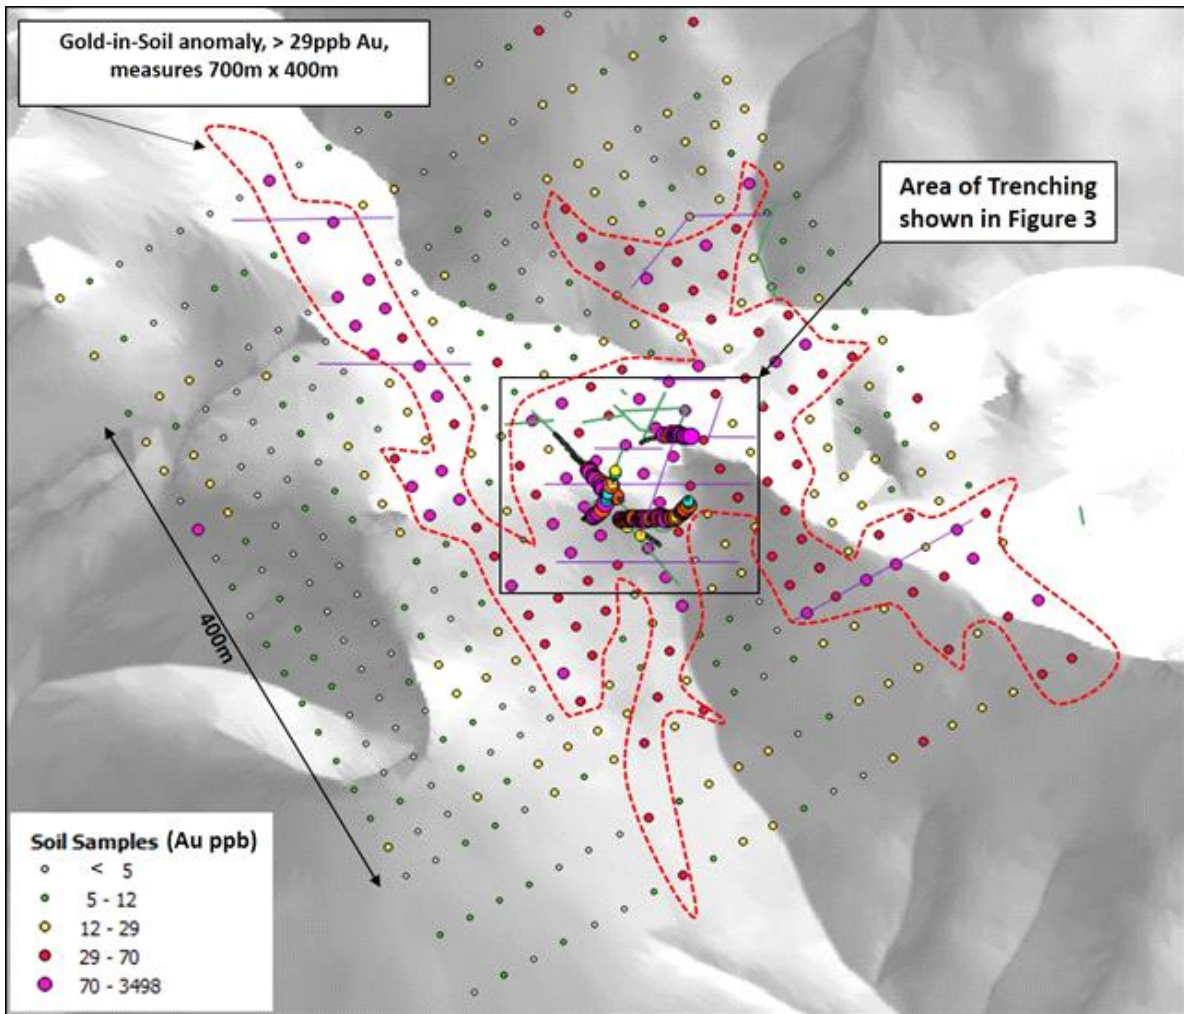 Gold-in-Soil anomaly, > 29ppb Au,
measures 700m x 400m
Area of Trenching
shown in Figure 3
400m
Soil Samples (Au ppb)
< 5
5 - 12
12 - 29
29 - 70
70 - 3498